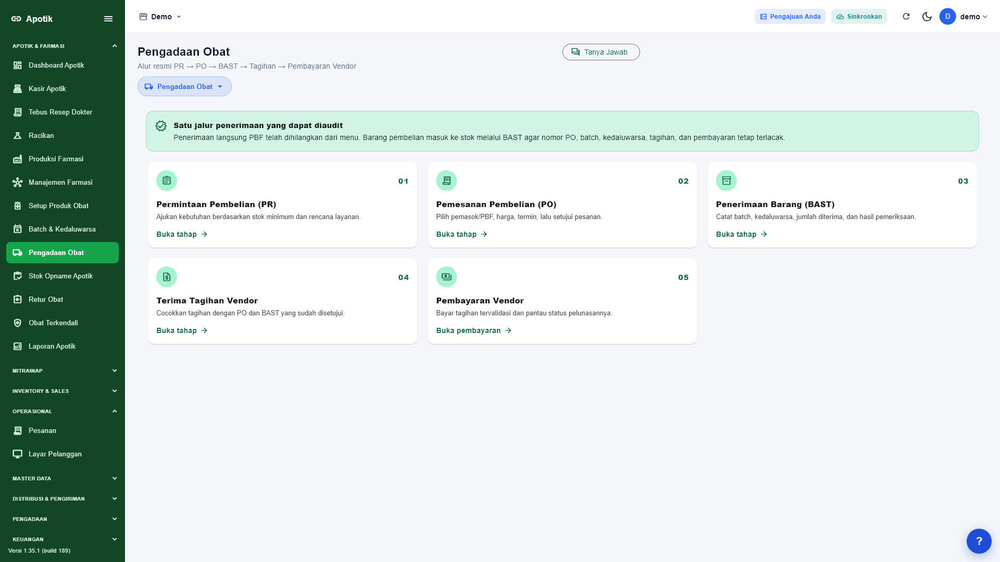 Apotik
APOTIK & FARMASI
Dashboard Apotik
Kasir Apotik
Tebus Resep Dokter
Racikan
Produksi Farmasi
Manajemen Farmasi
Setup Produk Obat
Batch & Kedaluwarsa
Pengadaan Obat
Stok Opname Apotik
Retur Obat
Obat Terkendali
Laporan Apotik
MITRAINAP
INVENTORY & SALES
OPERASIONAL
Pesanan
Layar Pelanggan
MASTER DATA
DISTRIBUSI & PENGIRIMAN
PENGADAAN
KEUANGAN
Versi 1.35.1 (build 189)
Demo
Pengajuan Anda
Sinkronkan
D
demo
Pengadaan Obat
Alur resmi PR → PO → BAST → Tagihan → Pembayaran Vendor
Tanya Jawab
Pengadaan Obat
Satu jalur penerimaan yang dapat diaudit
Penerimaan langsung PBF telah dihilangkan dari menu. Barang pembelian masuk ke stok melalui BAST agar nomor PO, batch, kedaluwarsa, tagihan, dan pembayaran tetap terlacak.
01
Permintaan Pembelian (PR)
Ajukan kebutuhan berdasarkan stok minimum dan rencana layanan.
Buka tahap →
02
Pemesanan Pembelian (PO)
Pilih pemasok/PBF, harga, termin, lalu setujui pesanan.
Buka tahap →
03
Penerimaan Barang (BAST)
Catat batch, kedaluwarsa, jumlah diterima, dan hasil pemeriksaan.
Buka tahap →
04
Terima Tagihan Vendor
Cocokkan tagihan dengan PO dan BAST yang sudah disetujui.
Buka tahap →
05
Pembayaran Vendor
Bayar tagihan tervalidasi dan pantau status pelunasannya.
Buka pembayaran →
?